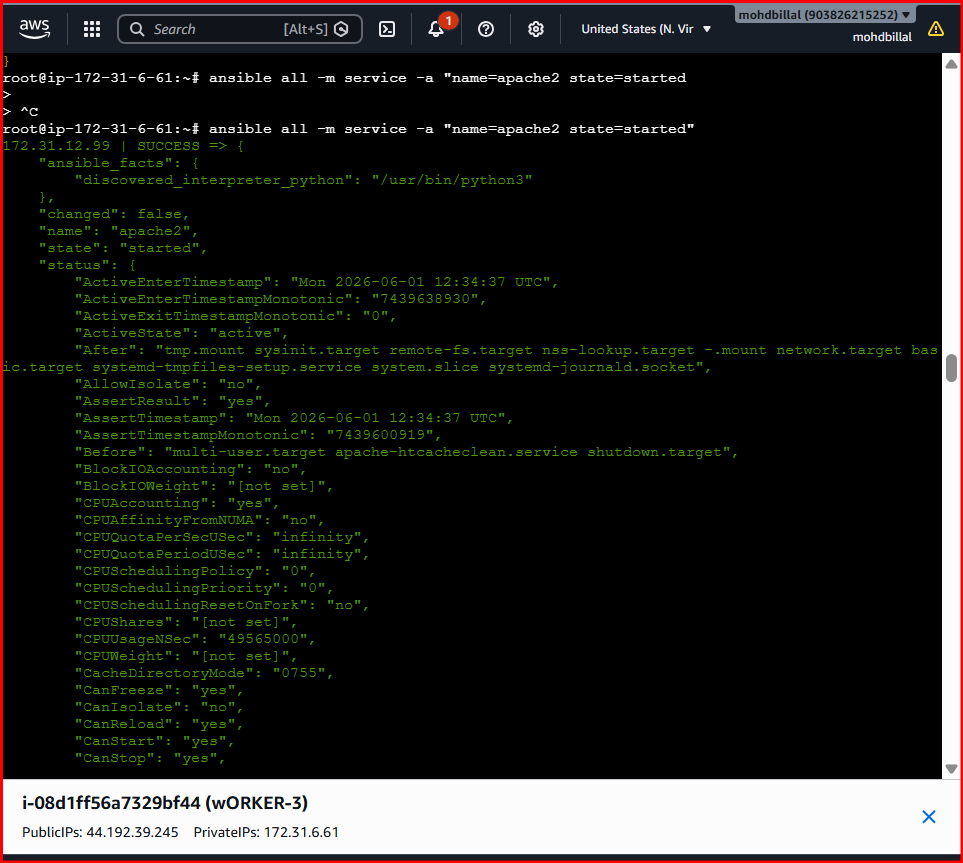 aws
Search
[Alt+S]
1
United States (N. Vir
mohdbillal (903826215252)
mohdbillal
}
root@ip-172-31-6-61:~# ansible all -m service -a "name=apache2 state=started
>
> ^C
root@ip-172-31-6-61:~# ansible all -m service -a "name=apache2 state=started"
172.31.12.99 | SUCCESS => {
    "ansible_facts": {
        "discovered_interpreter_python": "/usr/bin/python3"
    },
    "changed": false,
    "name": "apache2",
    "state": "started",
    "status": {
        "ActiveEnterTimestamp": "Mon 2026-06-01 12:34:37 UTC",
        "ActiveEnterTimestampMonotonic": "7439638930",
        "ActiveExitTimestampMonotonic": "0",
        "ActiveState": "active",
        "After": "tmp.mount sysinit.target remote-fs.target nss-lookup.target -.mount network.target bas
ic.target systemd-tmpfiles-setup.service system.slice systemd-journald.socket",
        "AllowIsolate": "no",
        "AssertResult": "yes",
        "AssertTimestamp": "Mon 2026-06-01 12:34:37 UTC",
        "AssertTimestampMonotonic": "7439600919",
        "Before": "multi-user.target apache-htcacheclean.service shutdown.target",
        "BlockIOAccounting": "no",
        "BlockIOWeight": "[not set]",
        "CPUAccounting": "yes",
        "CPUAffinityFromNUMA": "no",
        "CPUQuotaPerSecUSec": "infinity",
        "CPUQuotaPeriodUSec": "infinity",
        "CPUSchedulingPolicy": "0",
        "CPUSchedulingPriority": "0",
        "CPUSchedulingResetOnFork": "no",
        "CPUShares": "[not set]",
        "CPUUsageNSec": "49565000",
        "CPUWeight": "[not set]",
        "CacheDirectoryMode": "0755",
        "CanFreeze": "yes",
        "CanIsolate": "no",
        "CanReload": "yes",
        "CanStart": "yes",
        "CanStop": "yes",
i-08d1ff56a7329bf44 (wORKER-3)
PublicIPs: 44.192.39.245 PrivateIPs: 172.31.6.61